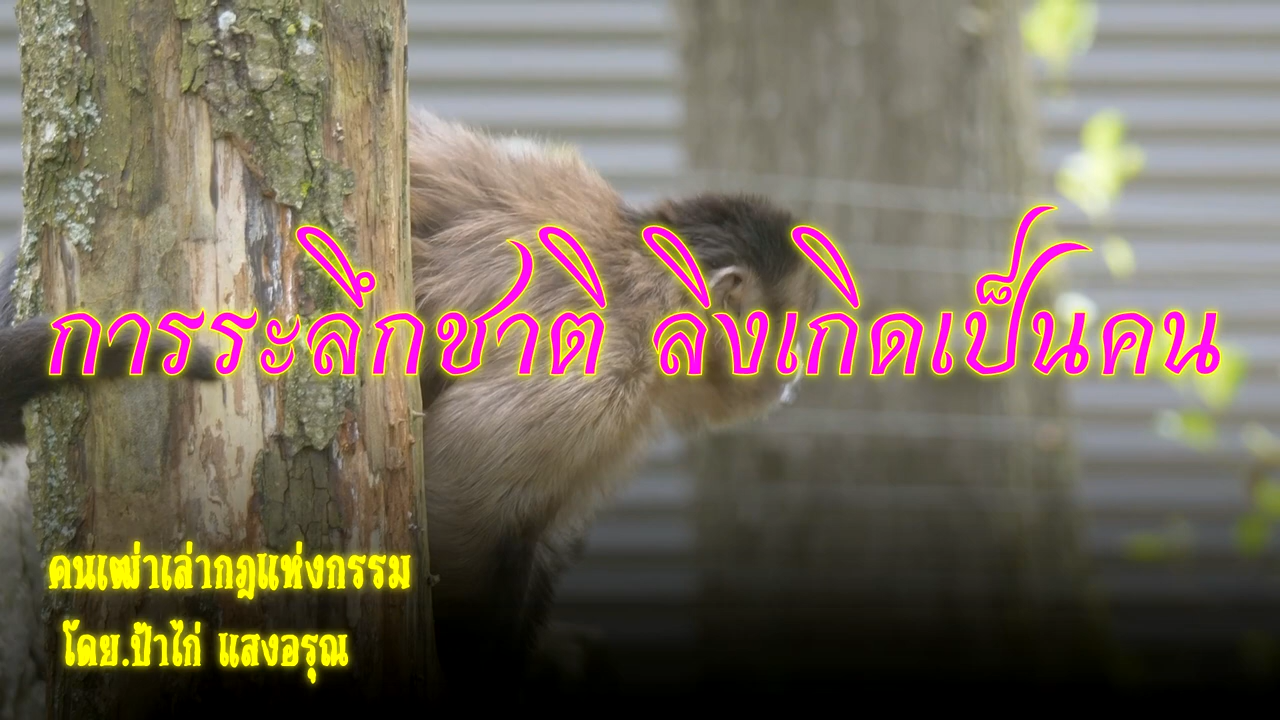 การระลึกชาติ ลิงเกิดเป็นคน
คนเฒ่าเล่ากฎแห่งกรรม
โดย.ป้าไก่ แสงอรุณ